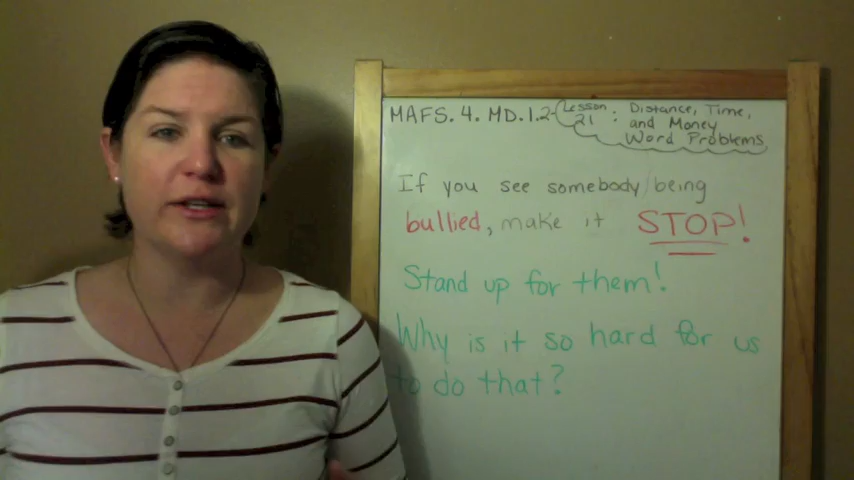 MAFS.4.MD.1.2- Lesson 21: Distance, Time,
and Money
Word Problems
If you see somebody being
bullied, make it STOP!
Stand up for them!
Why is it so hard for us
to do that?